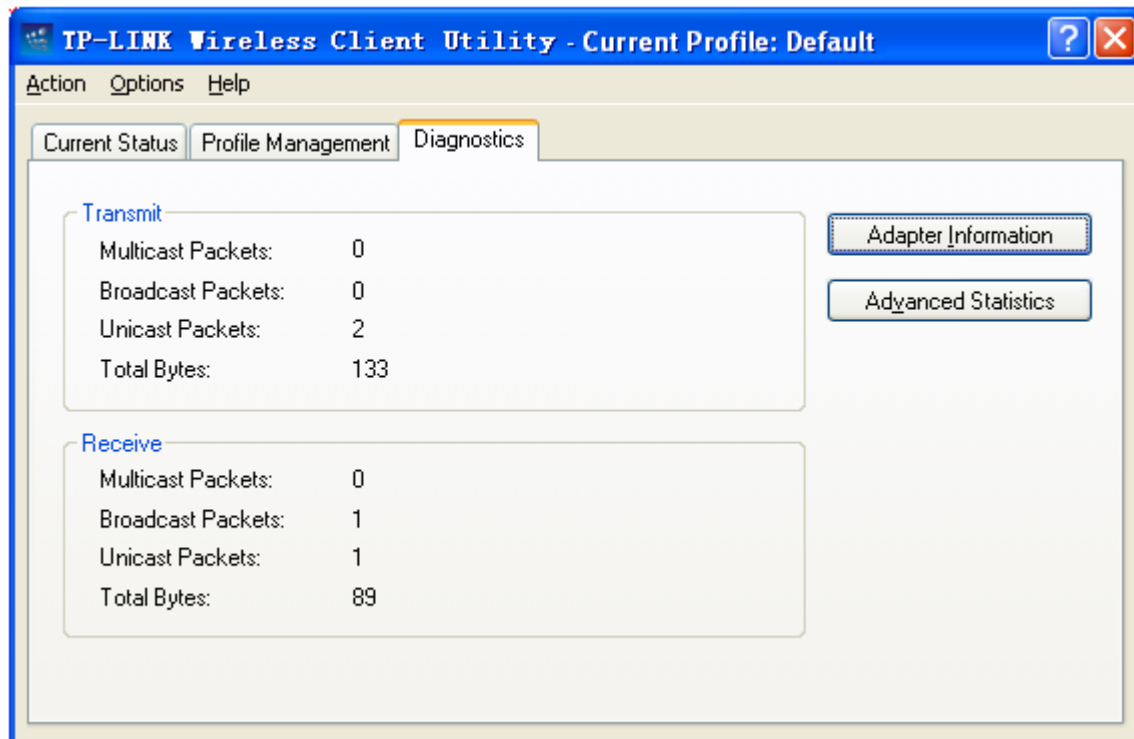 TP-LINK Wireless Client Utility - Current Profile: Default
Action Options Help
Current Status Profile Management Diagnostics
Transmit
Multicast Packets: 0
Broadcast Packets: 0
Unicast Packets: 2
Total Bytes: 133
Adapter Information
Advanced Statistics
Receive
Multicast Packets: 0
Broadcast Packets: 1
Unicast Packets: 1
Total Bytes: 89